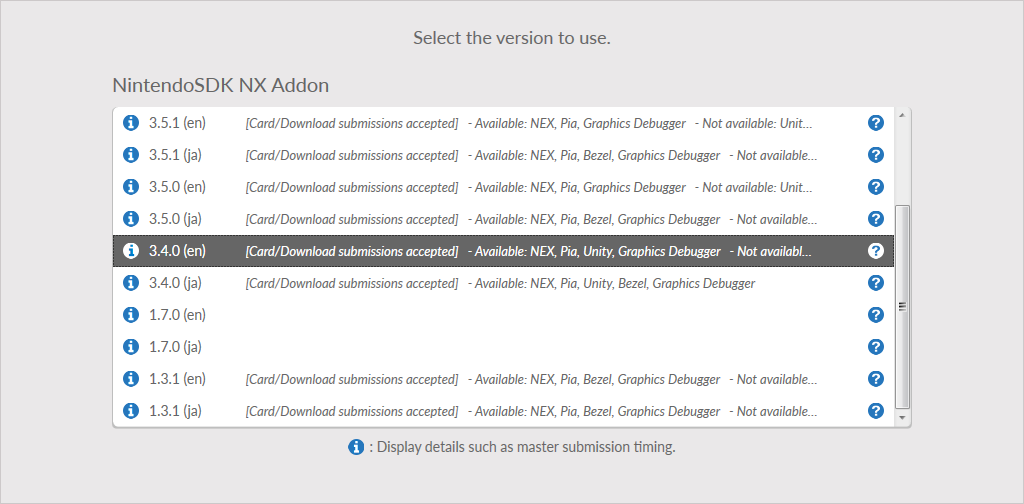 Select the version to use.
NintendoSDK NX Addon
3.5.1 (en) [Card/Download submissions accepted] - Available: NEX, Pia, Graphics Debugger - Not available: Unit...
3.5.1 (ja) [Card/Download submissions accepted] - Available: NEX, Pia, Bezel, Graphics Debugger - Not available...
3.5.0 (en) [Card/Download submissions accepted] - Available: NEX, Pia, Graphics Debugger - Not available: Unit...
3.5.0 (ja) [Card/Download submissions accepted] - Available: NEX, Pia, Bezel, Graphics Debugger - Not available...
3.4.0 (en) [Card/Download submissions accepted] - Available: NEX, Pia, Unity, Graphics Debugger - Not availabl...
3.4.0 (ja) [Card/Download submissions accepted] - Available: NEX, Pia, Unity, Bezel, Graphics Debugger
1.7.0 (en)
1.7.0 (ja)
1.3.1 (en) [Card/Download submissions accepted] - Available: NEX, Pia, Bezel, Graphics Debugger - Not available...
1.3.1 (ja) [Card/Download submissions accepted] - Available: NEX, Pia, Bezel, Graphics Debugger - Not available...
: Display details such as master submission timing.